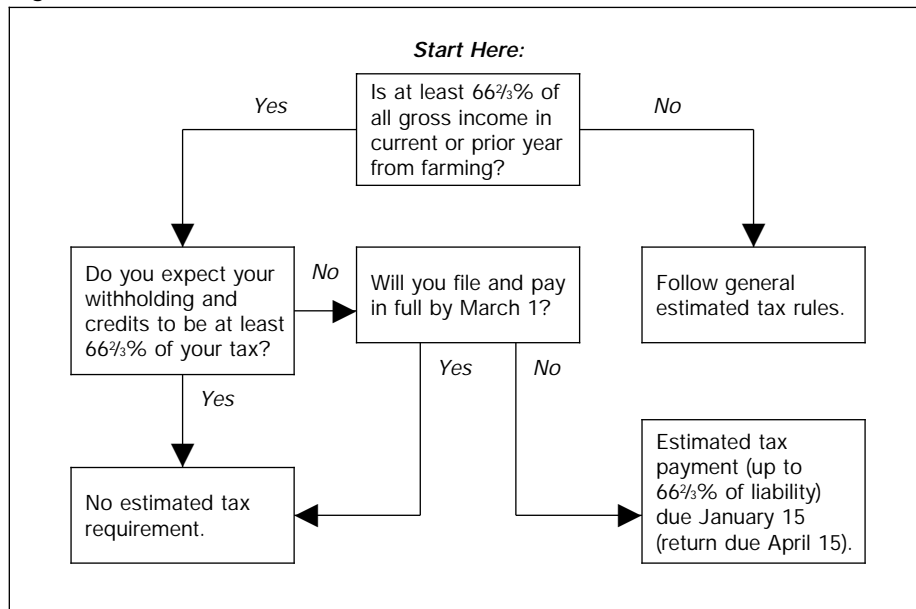 Start Here:
Is at least 66⅔% of
all gross income in
current or prior year
from farming?
Yes
No
Do you expect your
withholding and
credits to be at least
66⅔% of your tax?
No
Will you file and pay
in full by March 1?
Follow general
estimated tax rules.
Yes
Yes
No
No estimated tax
requirement.
Estimated tax
payment (up to
66⅔% of liability)
due January 15
(return due April 15).